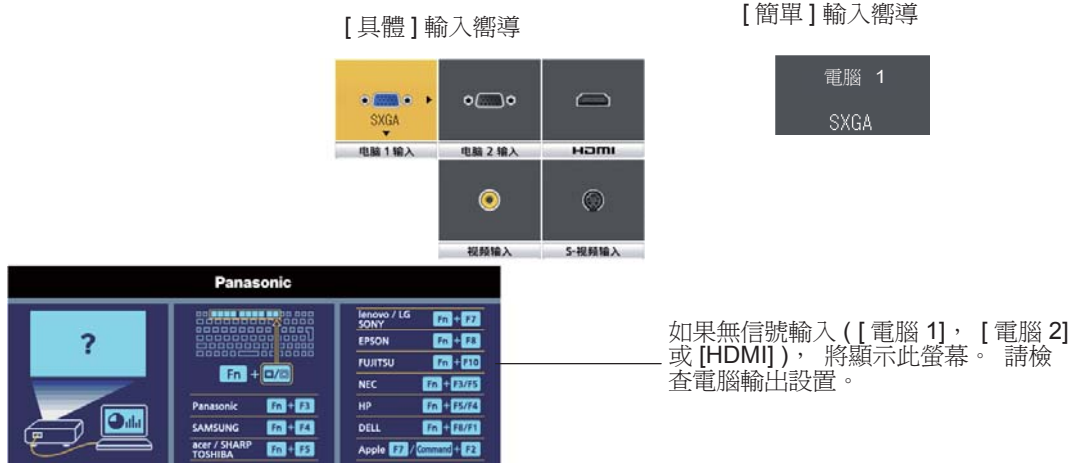 [ 具體 ] 輸入嚮導
[ 簡單 ] 輸入嚮導
SXGA
电脑 1 输入
电脑 2 输入
HDMI
视频输入
S-视频输入
電腦 1
SXGA
Panasonic
?
Fn +
Panasonic Fn + F3
SAMSUNG Fn + F4
acer / SHARP
TOSHIBA Fn + F5
lenovo / LG
SONY Fn + F7
EPSON Fn + F8
FUJITSU Fn + F10
NEC Fn + F3/F5
HP Fn + F5/F4
DELL Fn + F8/F1
Apple F7 / Command + F2
如果無信號輸入 ( [ 電腦 1]， [ 電腦 2]
或 [HDMI] )， 將顯示此螢幕。 請檢
查電腦輸出設置。